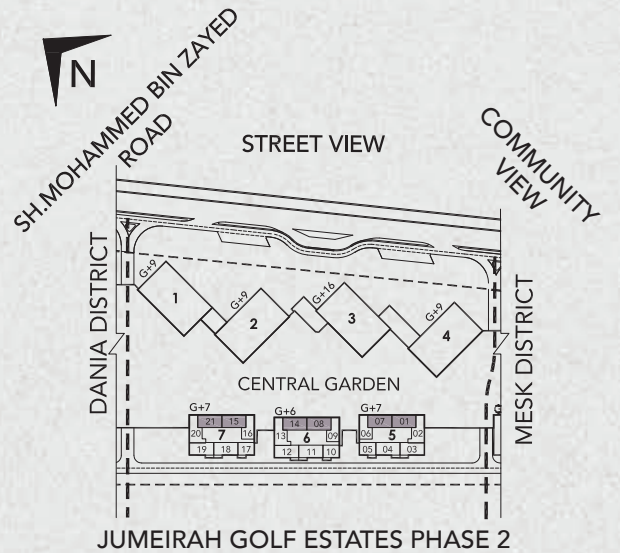 N
SH.MOHAMMED BIN ZAYED
ROAD
STREET VIEW
COMMUNITY
VIEW
DANIA DISTRICT
MESK DISTRICT
G+9
1
G+9
2
G+16
3
G+9
4
CENTRAL GARDEN
G+7
21 15
20 7 16
19 18 17
G+6
14 08
13 6 09
12 11 10
G+7
07 01
06 5 02
05 04 03
G
JUMEIRAH GOLF ESTATES PHASE 2